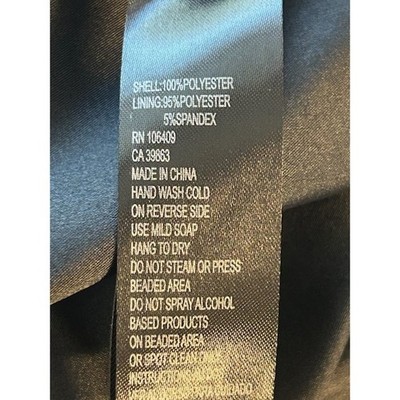 SHELL:100%POLYESTER
LINING:95%POLYESTER
5%SPANDEX
RN 106409
CA 39863
MADE IN CHINA
HAND WASH COLD
ON REVERSE SIDE
USE MILD SOAP
HANG TO DRY
DO NOT STEAM OR PRESS
BEADED AREA
DO NOT SPRAY ALCOHOL
BASED PRODUCTS
ON BEADED AREA
OR SPOT CLEAN ONLY